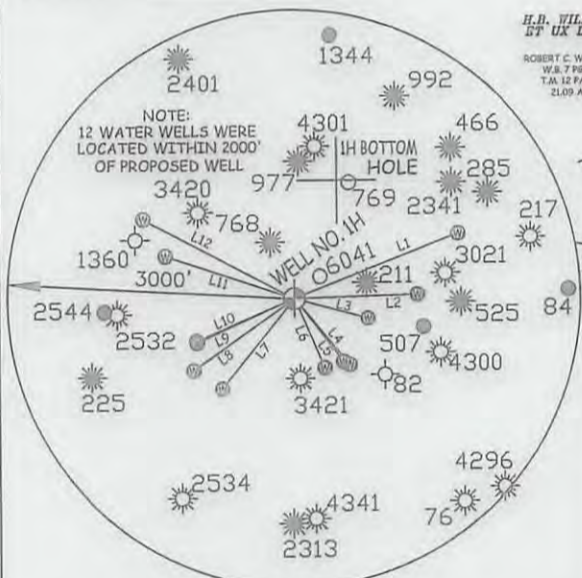 H.B. WIL
ET UX L
ROBERT C. W
W.B. 7 PG
T.M. 12 PA
21.09 A
1344
2401
992
NOTE:
12 WATER WELLS WERE
LOCATED WITHIN 2000'
OF PROPOSED WELL
4301
466
1H BOTTOM
HOLE
977
769
285
2341
3420
768
217
L12
WELL NO. 1H
L1
1360
O6041
3021
3000'
L11
211
L2
84
2544
L3
525
2532
L10
L9
L8
L7
L6
L5
L4
507
4300
225
3421
82
4296
2534
4341
76
2313
W
W
W
W
W
W
W
W
W
W